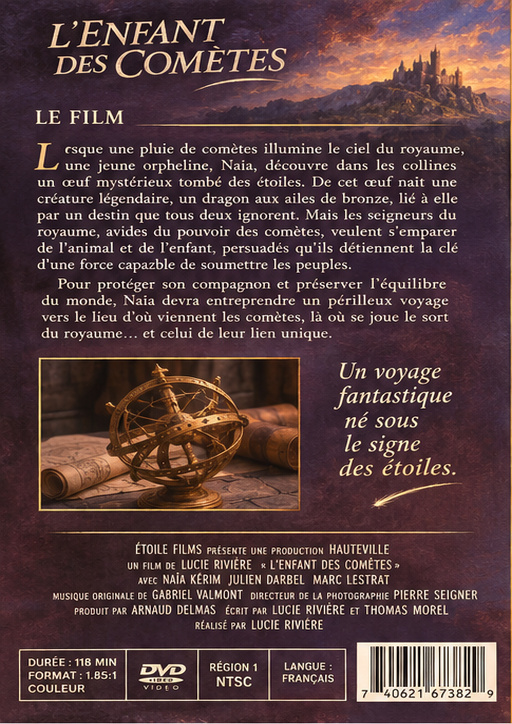 L'ENFANT
DES COMÈTES
LE FILM
Lesque une pluie de comètes illumine le ciel du royaume,
une jeune orpheline, Naia, découvre dans les collines
un œuf mystérieux tombé des étoiles. De cet œuf nait une
créature légendaire, un dragon aux ailes de bronze, lié à elle
par un destin que tous deux ignorent. Mais les seigneurs du
royaume, avides du pouvoir des comètes, veulent s'emparer
de l'animal et de l'enfant, persuadés qu'ils détiennent la clé
d'une force capazble de soumettre les peuples.
Pour protéger son compagnon et préserver l'équilibre
du monde, Naia devra entreprendre un périlleux voyage
vers le lieu d'où viennent les comètes, là où se joue le sort
du royaume... et celui de leur lien unique.
Un voyage
fantastique
né sous
le signe
des étoiles.
ÉTOILE FILMS PRÉSENTE UNE PRODUCTION HAUTEVILLE
UN FILM DE LUCIE RIVIÈRE « L'ENFANT DES COMÈTES »
AVEC NAÏA KÉRIM JULIEN DARBEL MARC LESTRAT
MUSIQUE ORIGINALE DE GABRIEL VALMONT DIRECTEUR DE LA PHOTOGRAPHIE PIERRE SEIGNER
PRODUIT PAR ARNAUD DELMAS ÉCRIT PAR LUCIE RIVIÈRE ET THOMAS MOREL
RÉALISÉ PAR LUCIE RIVIÈRE
DURÉE : 118 MIN
FORMAT : 1.85:1
COULEUR
DVD
VIDEO
RÉGION 1
NTSC
LANGUE :
FRANÇAIS
7 40621 67382 9